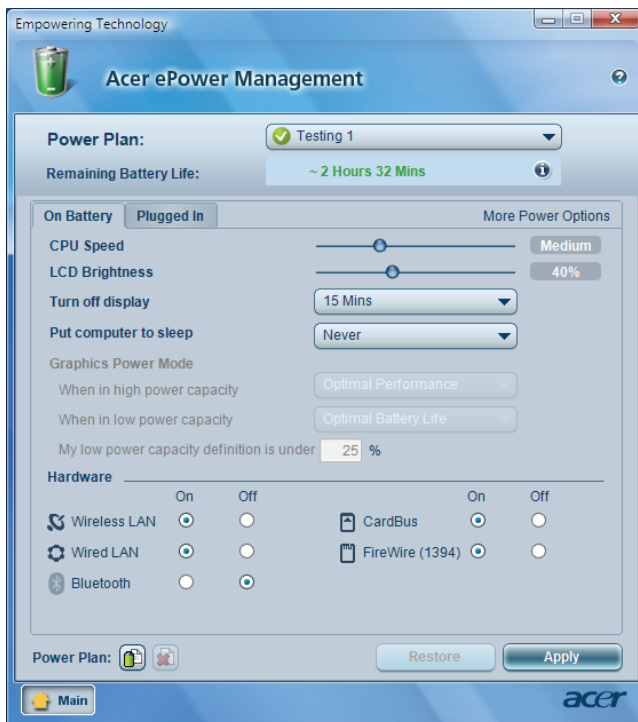 Empowering Technology
Acer ePower Management
Power Plan: Testing 1
Remaining Battery Life: ~ 2 Hours 32 Mins
On Battery Plugged In More Power Options
CPU Speed Medium
LCD Brightness 40%
Turn off display 15 Mins
Put computer to sleep Never
Graphics Power Mode
When in high power capacity Optimal Performance
When in low power capacity Optimal Battery Life
My low power capacity definition is under 25 %
Hardware
On Off On Off
Wireless LAN CardBus
Wired LAN FireWire (1394)
Bluetooth
Power Plan: Restore Apply
Main acer